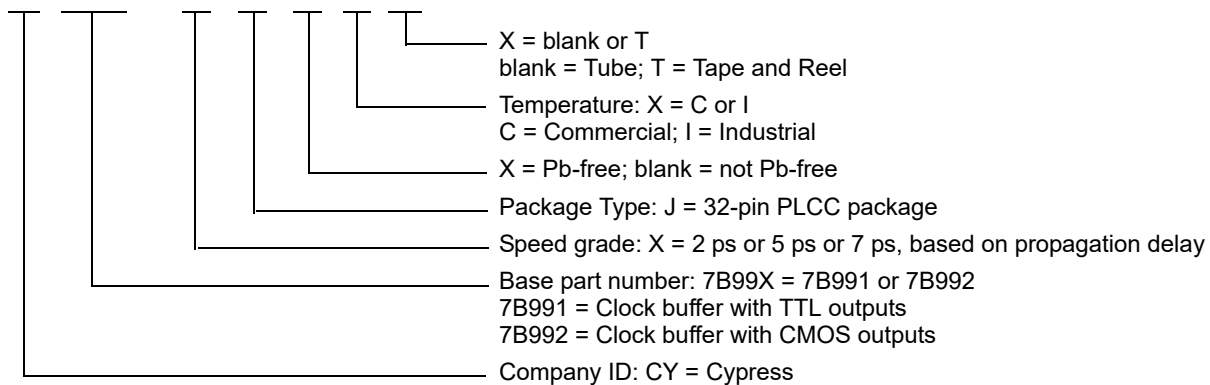 X = blank or T
blank = Tube; T = Tape and Reel
Temperature: X = C or I
C = Commercial; I = Industrial
X = Pb-free; blank = not Pb-free
Package Type: J = 32-pin PLCC package
Speed grade: X = 2 ps or 5 ps or 7 ps, based on propagation delay
Base part number: 7B99X = 7B991 or 7B992
7B991 = Clock buffer with TTL outputs
7B992 = Clock buffer with CMOS outputs
Company ID: CY = Cypress